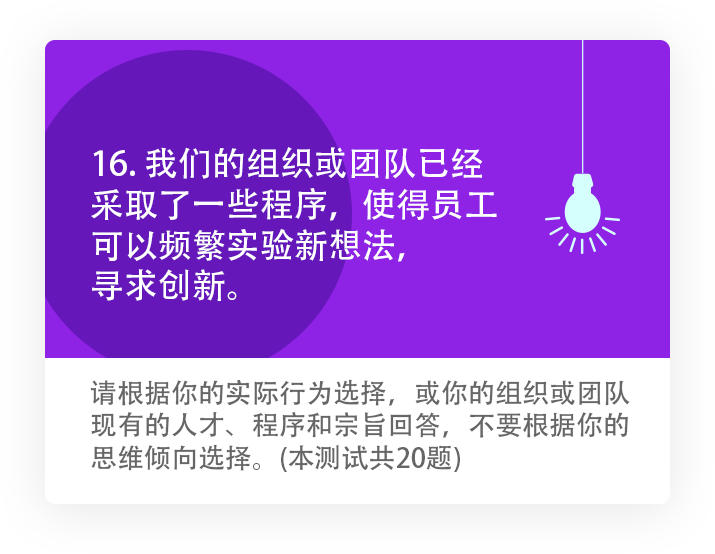 16. 我们的组织或团队已经
采取了一些程序，使得员工
可以频繁实验新想法，
寻求创新。
请根据你的实际行为选择，或你的组织或团队
现有的人才、程序和宗旨回答，不要根据你的
思维倾向选择。(本测试共20题)